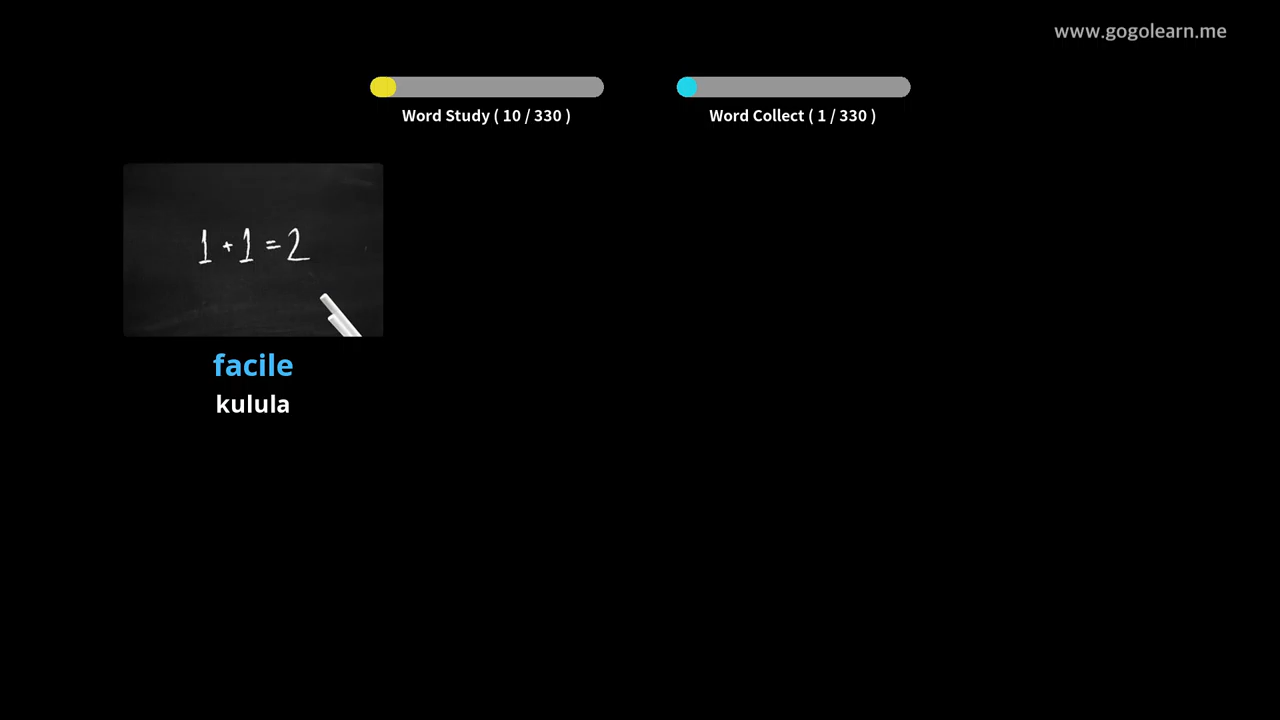 www.gogolearn.me
Word Study ( 10 / 330 )
Word Collect ( 1 / 330 )
1 + 1 = 2
facile
kulula